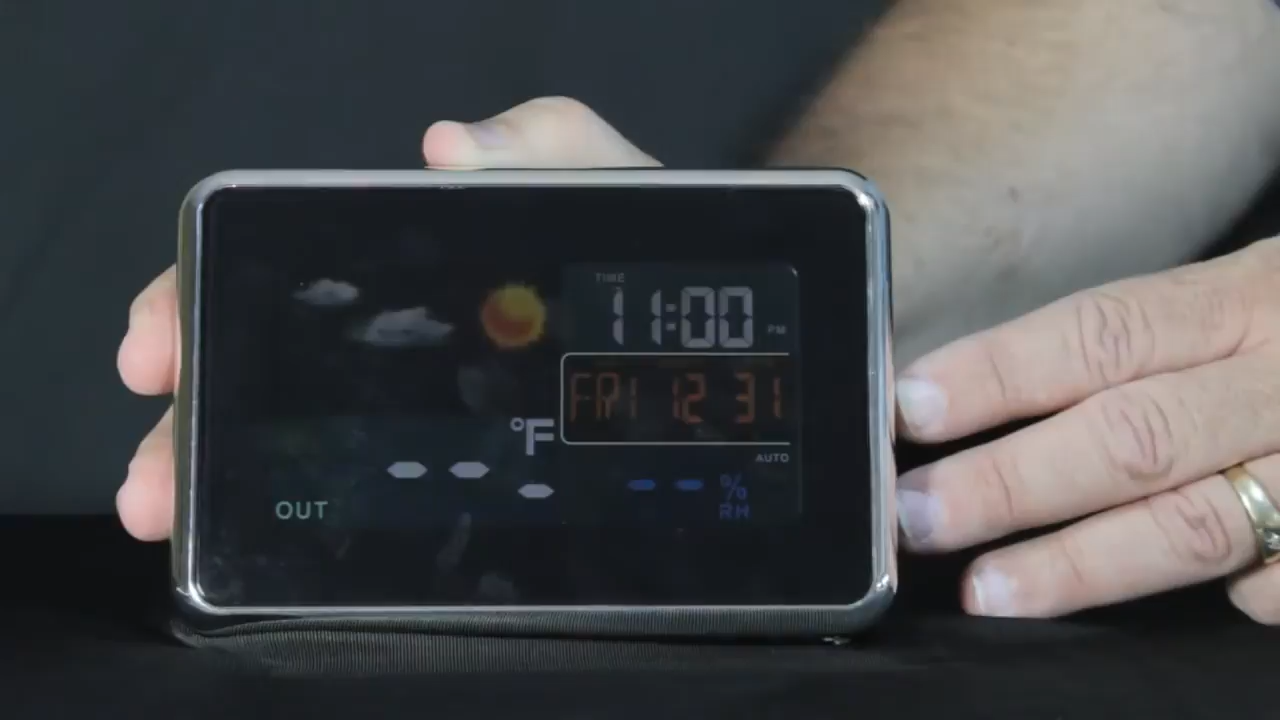 TIME
11:00 PM
FRI 12 31
AUTO
°F
-- -
-- % RH
OUT